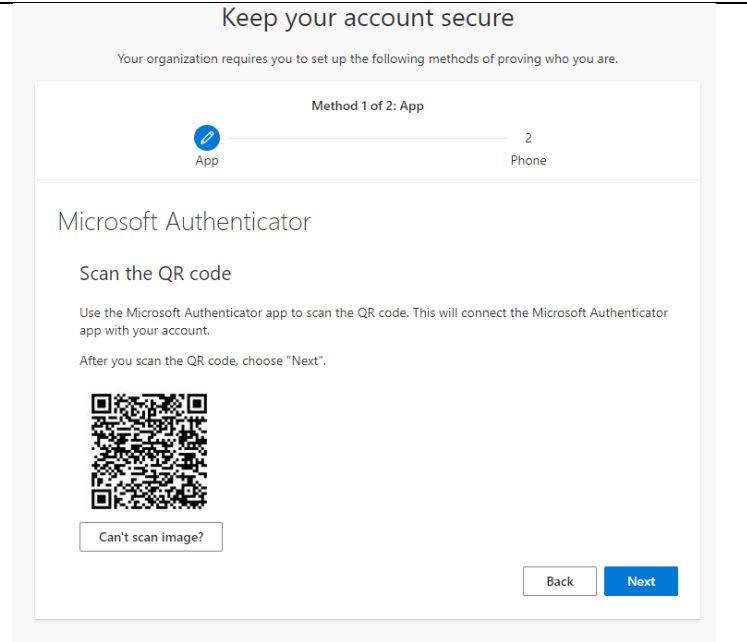 Keep your account secure
Your organization requires you to set up the following methods of proving who you are.
Method 1 of 2: App
App
2
Phone
Microsoft Authenticator
Scan the QR code
Use the Microsoft Authenticator app to scan the QR code. This will connect the Microsoft Authenticator
app with your account.
After you scan the QR code, choose "Next".
Can't scan image?
Back
Next